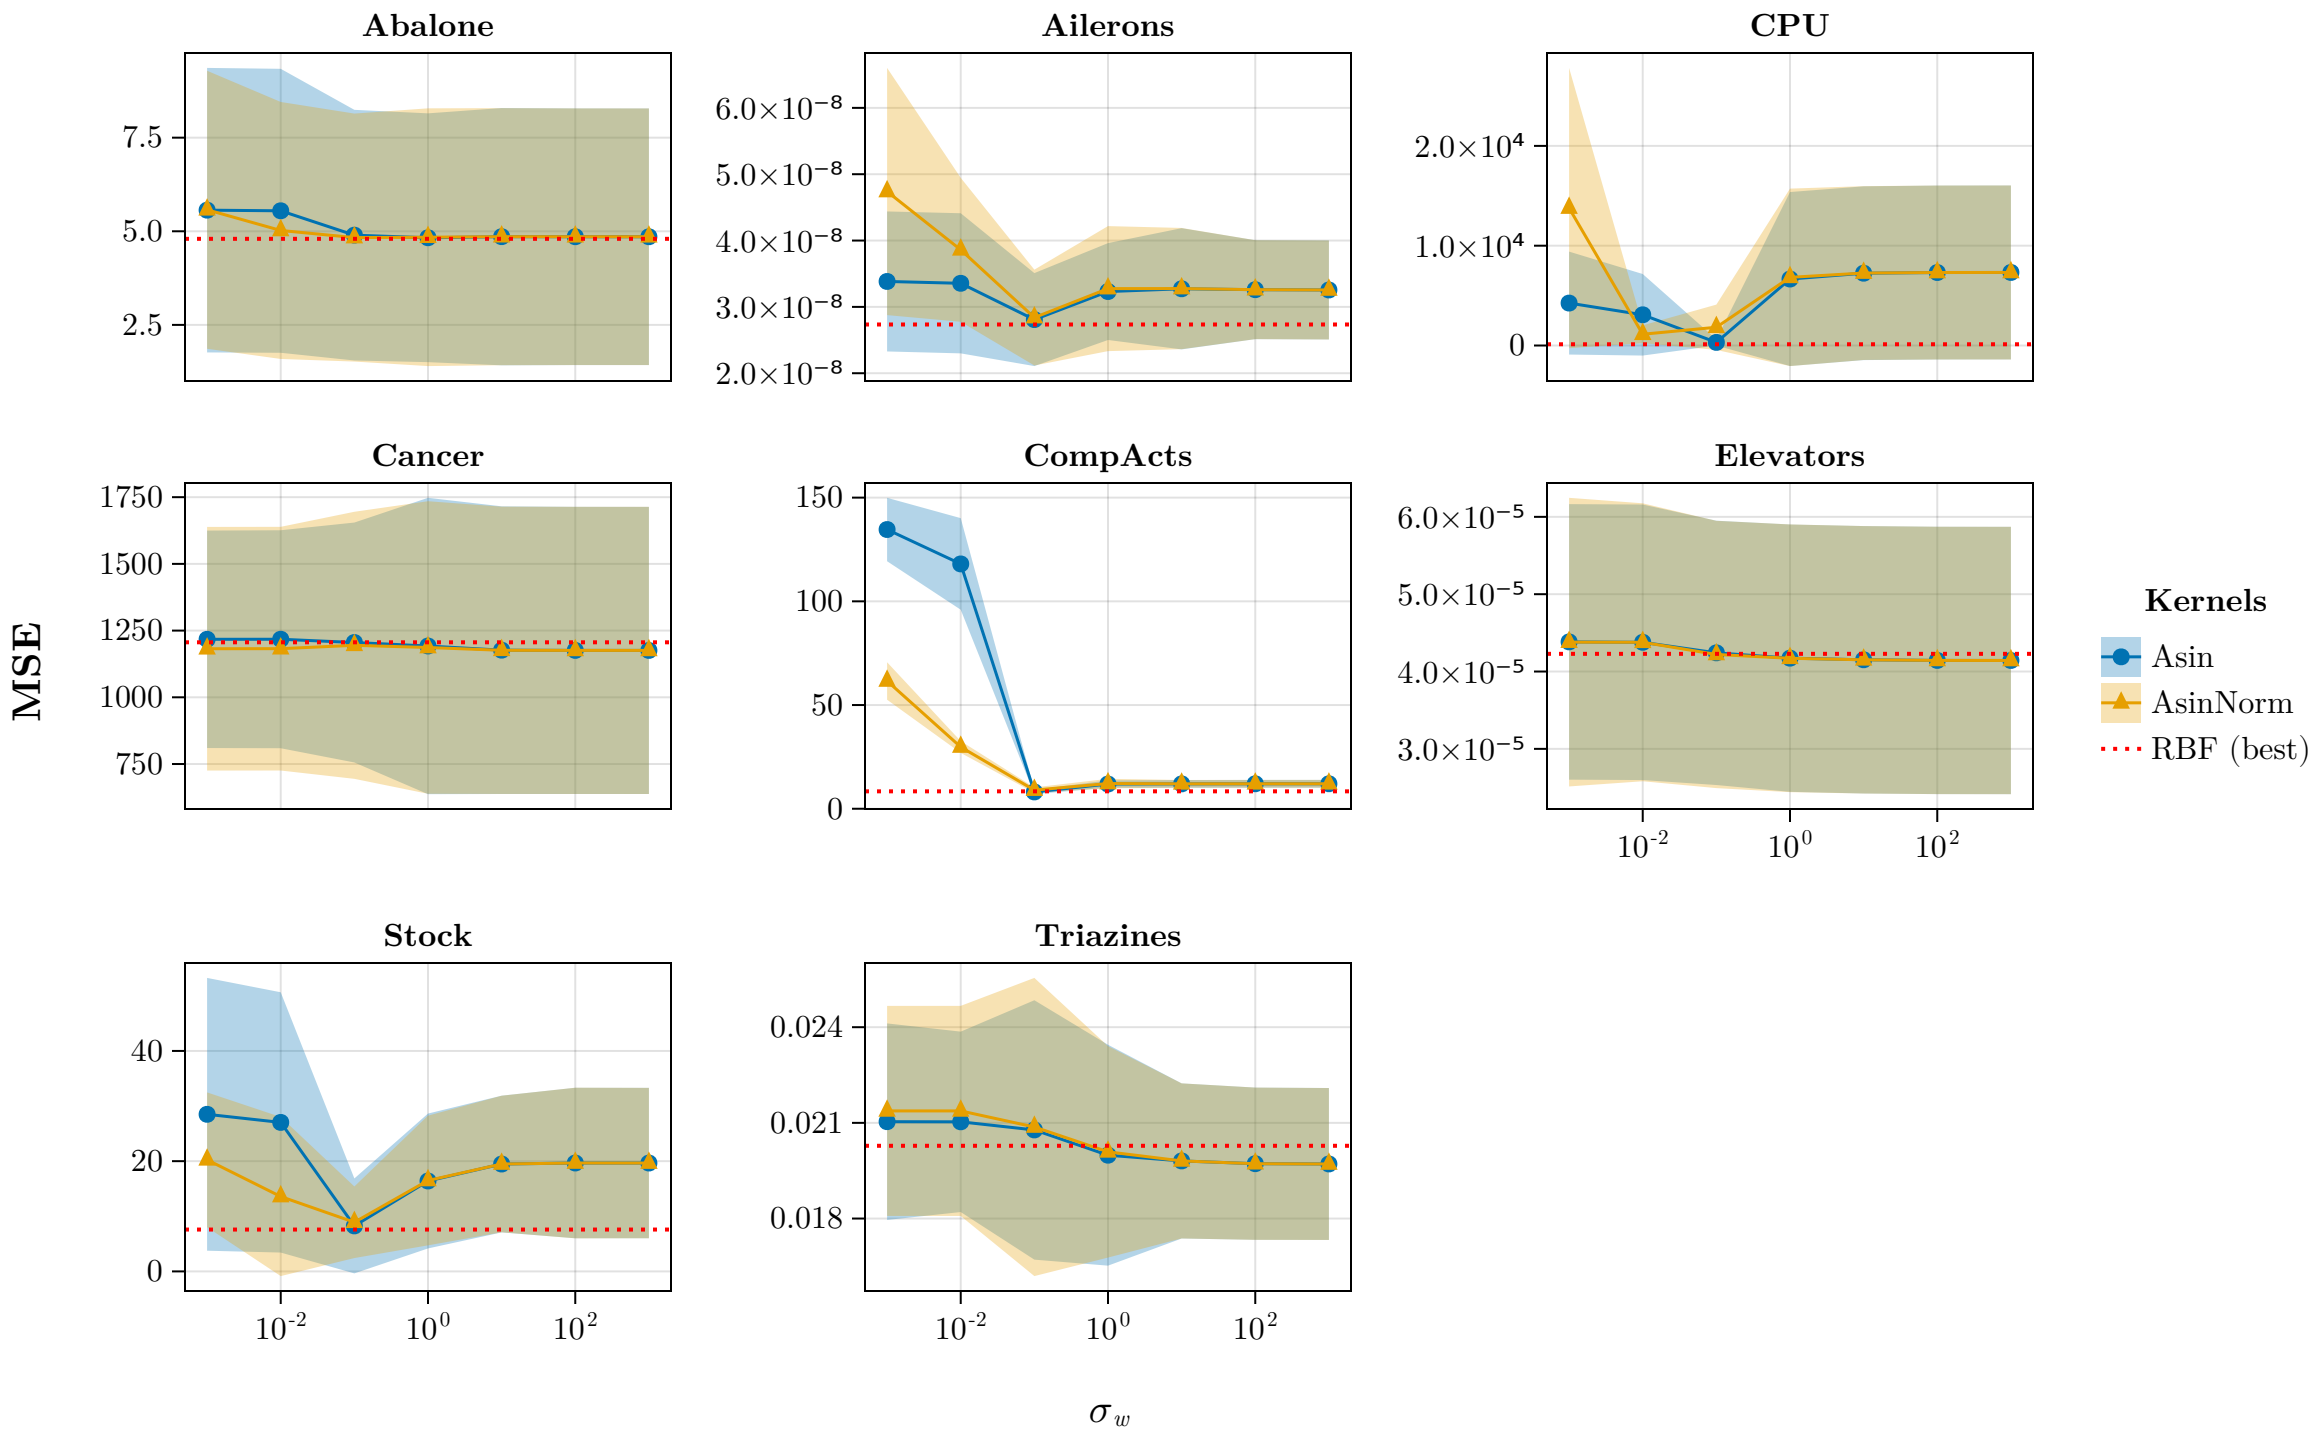 Abalone
Ailerons
CPU
7.5
5.0
2.5
6.0×10⁻⁸
5.0×10⁻⁸
4.0×10⁻⁸
3.0×10⁻⁸
2.0×10⁻⁸
2.0×10⁴
1.0×10⁴
0
Cancer
CompActs
Elevators
MSE
1750
1500
1250
1000
750
150
100
50
0
6.0×10⁻⁵
5.0×10⁻⁵
4.0×10⁻⁵
3.0×10⁻⁵
10⁻² 10⁰ 10²
Kernels
Asin
AsinNorm
RBF (best)
Stock
Triazines
40
20
0
10⁻² 10⁰ 10²
0.024
0.021
0.018
10⁻² 10⁰ 10²
σ_w